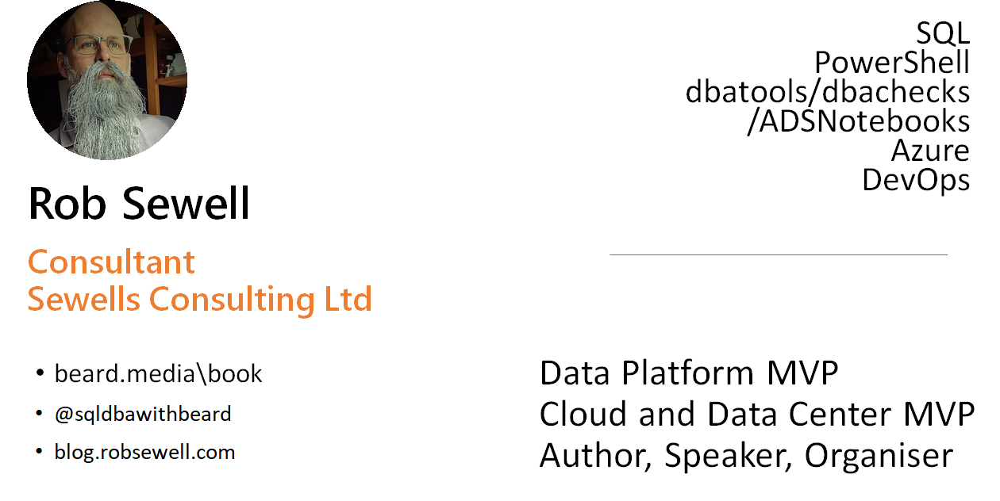 SQL
PowerShell
dbatools/dbachecks
/ADSNotebooks
Azure
DevOps
Rob Sewell
Consultant
Sewells Consulting Ltd
• beard.media\book
• @sqldbawithbeard
• blog.robsewell.com
Data Platform MVP
Cloud and Data Center MVP
Author, Speaker, Organiser